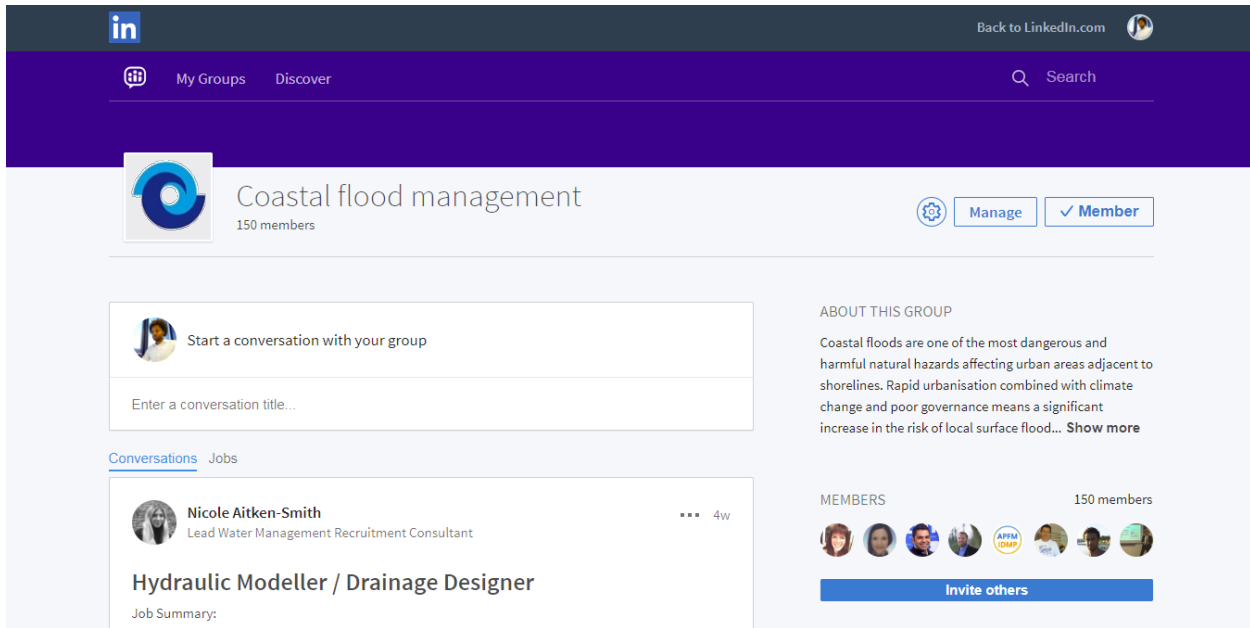 in
Back to LinkedIn.com
My Groups
Discover
Search
Coastal flood management
150 members
Manage
Member
Start a conversation with your group
Enter a conversation title...
Conversations
Jobs
Nicole Aitken-Smith
4w
Lead Water Management Recruitment Consultant
Hydraulic Modeller / Drainage Designer
Job Summary:
ABOUT THIS GROUP
Coastal floods are one of the most dangerous and
harmful natural hazards affecting urban areas adjacent to
shorelines. Rapid urbanisation combined with climate
change and poor governance means a significant
increase in the risk of local surface flood... Show more
MEMBERS
150 members
APFM
IDMP
Invite others